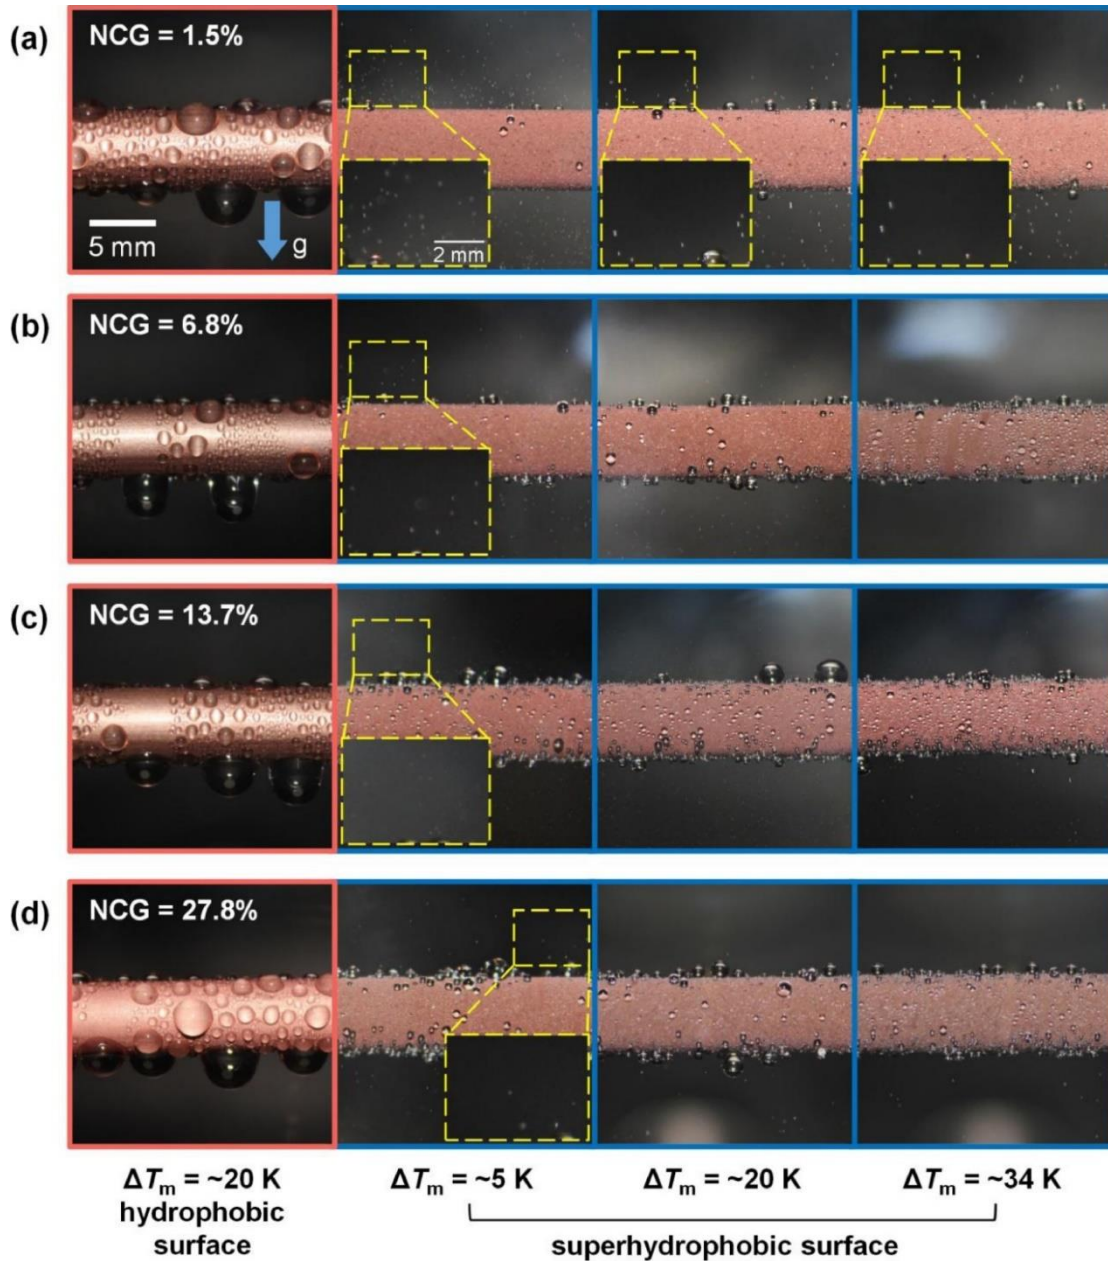 (a)
NCG = 1.5%
5 mm
g
2 mm
(b)
NCG = 6.8%
(c)
NCG = 13.7%
(d)
NCG = 27.8%
ΔTm = ~20 K
hydrophobic
surface
ΔTm = ~5 K
ΔTm = ~20 K
ΔTm = ~34 K
superhydrophobic surface